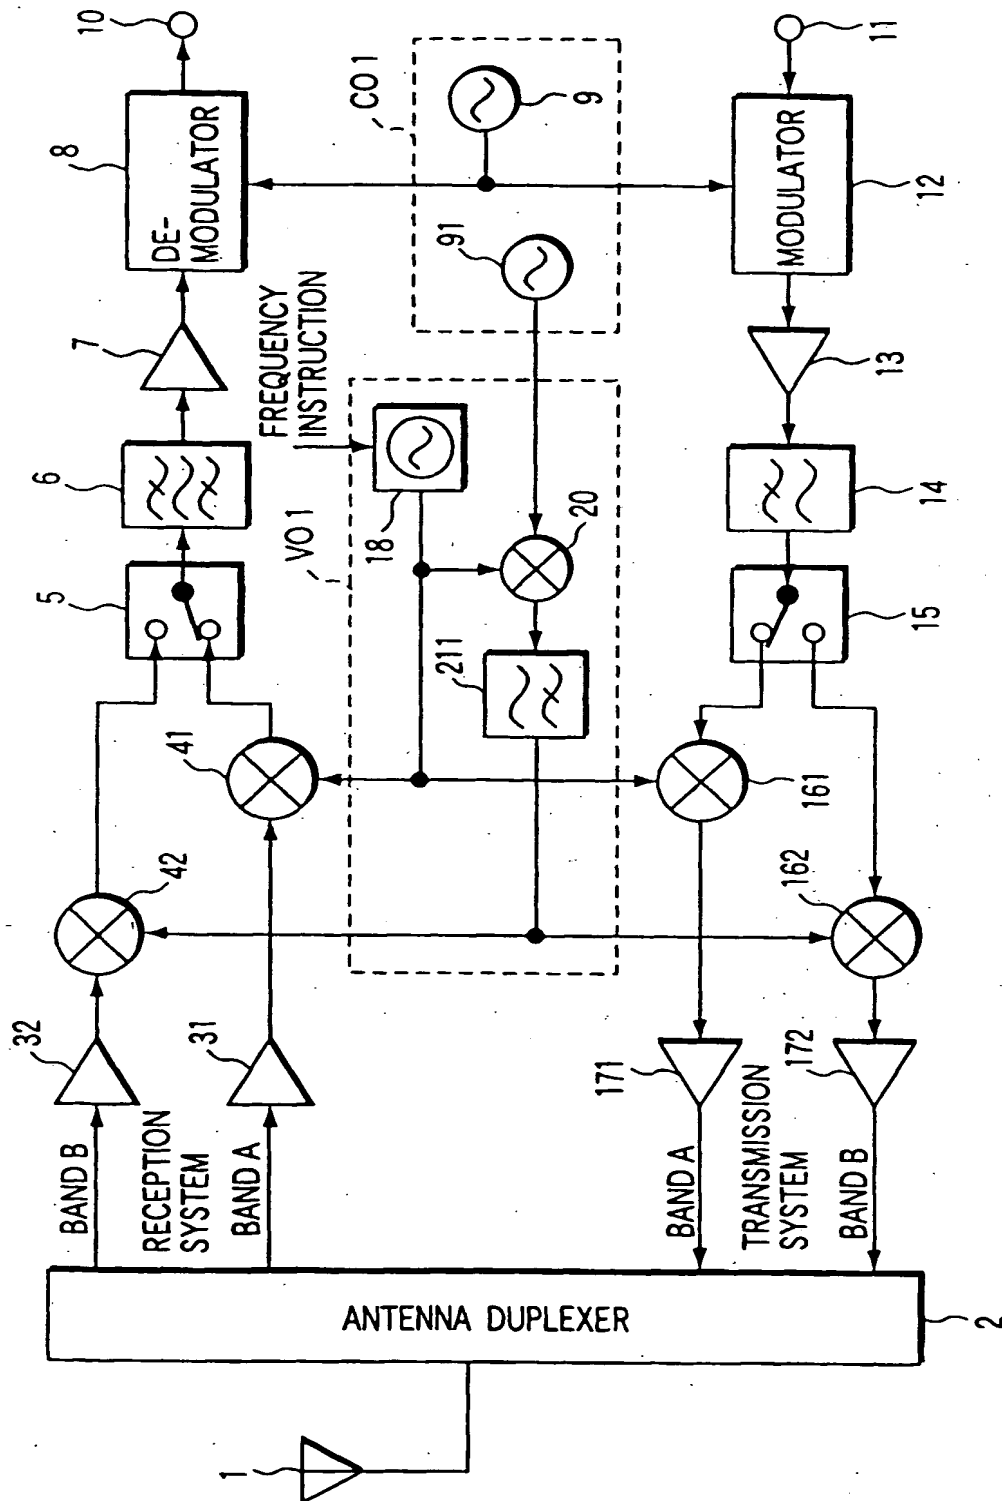 10
8
DE-
MODULATOR
7
6
5
42
41
32
31
BAND B
RECEPTION
SYSTEM
BAND A
CO1
9
91
FREQUENCY
INSTRUCTION
VO1
18
20
211
11
MODULATOR
12
13
14
15
161
162
171
172
BAND A
TRANSMISSION
SYSTEM
BAND B
ANTENNA DUPLEXER
2
1